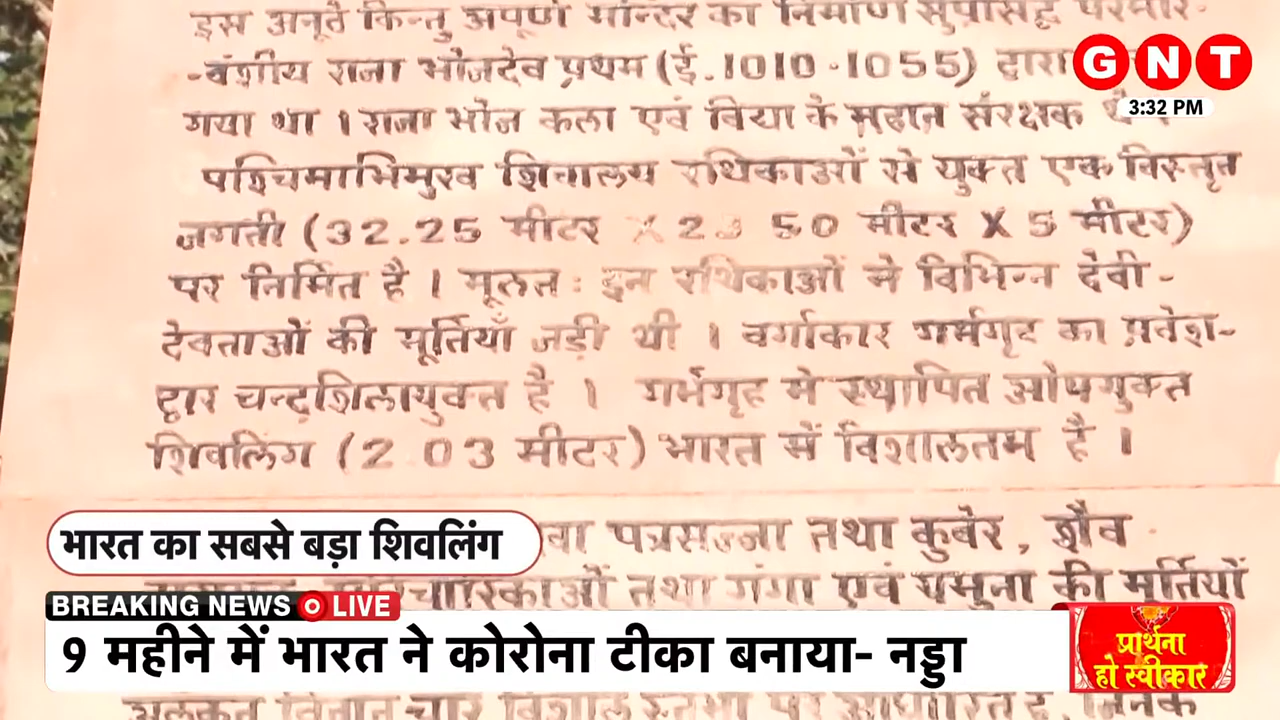 इस अनूठे किन्तु अपूर्ण मन्दिर का निर्माण सुप्रसिद्ध परमार-
-वंशीय राजा भोजदेव प्रथम (ई.1010-1055) द्वारा
गया था । राजा भोज कला एवं विद्या के महान संरक्षक थे
पश्चिमाभिमुख शिवालय रथिकाओं से युक्त एक विस्तृत
जगती (32.25 मीटर X 23 50 मीटर X 5 मीटर)
पर निर्मित है । मूलत: इन रथिकाओं मे विभिन्न देवी-
देवताओं की मूर्तियाँ जड़ी थी । वर्गाकार गर्भगृह का प्रवेश-
द्वार चन्द्रशिलायुक्त है । गर्भगृह मे स्थापित ओपयुक्त
शिवलिंग (2.03 मीटर) भारत में विशालतम है ।
पत्रसज्जा तथा कुबेर, शैव
तथा गंगा एवं यमुना की मूर्तियों
GNT
3:32 PM
भारत का सबसे बड़ा शिवलिंग
BREAKING NEWS LIVE
9 महीने में भारत ने कोरोना टीका बनाया- नड्डा
प्रार्थना
हो स्वीकार